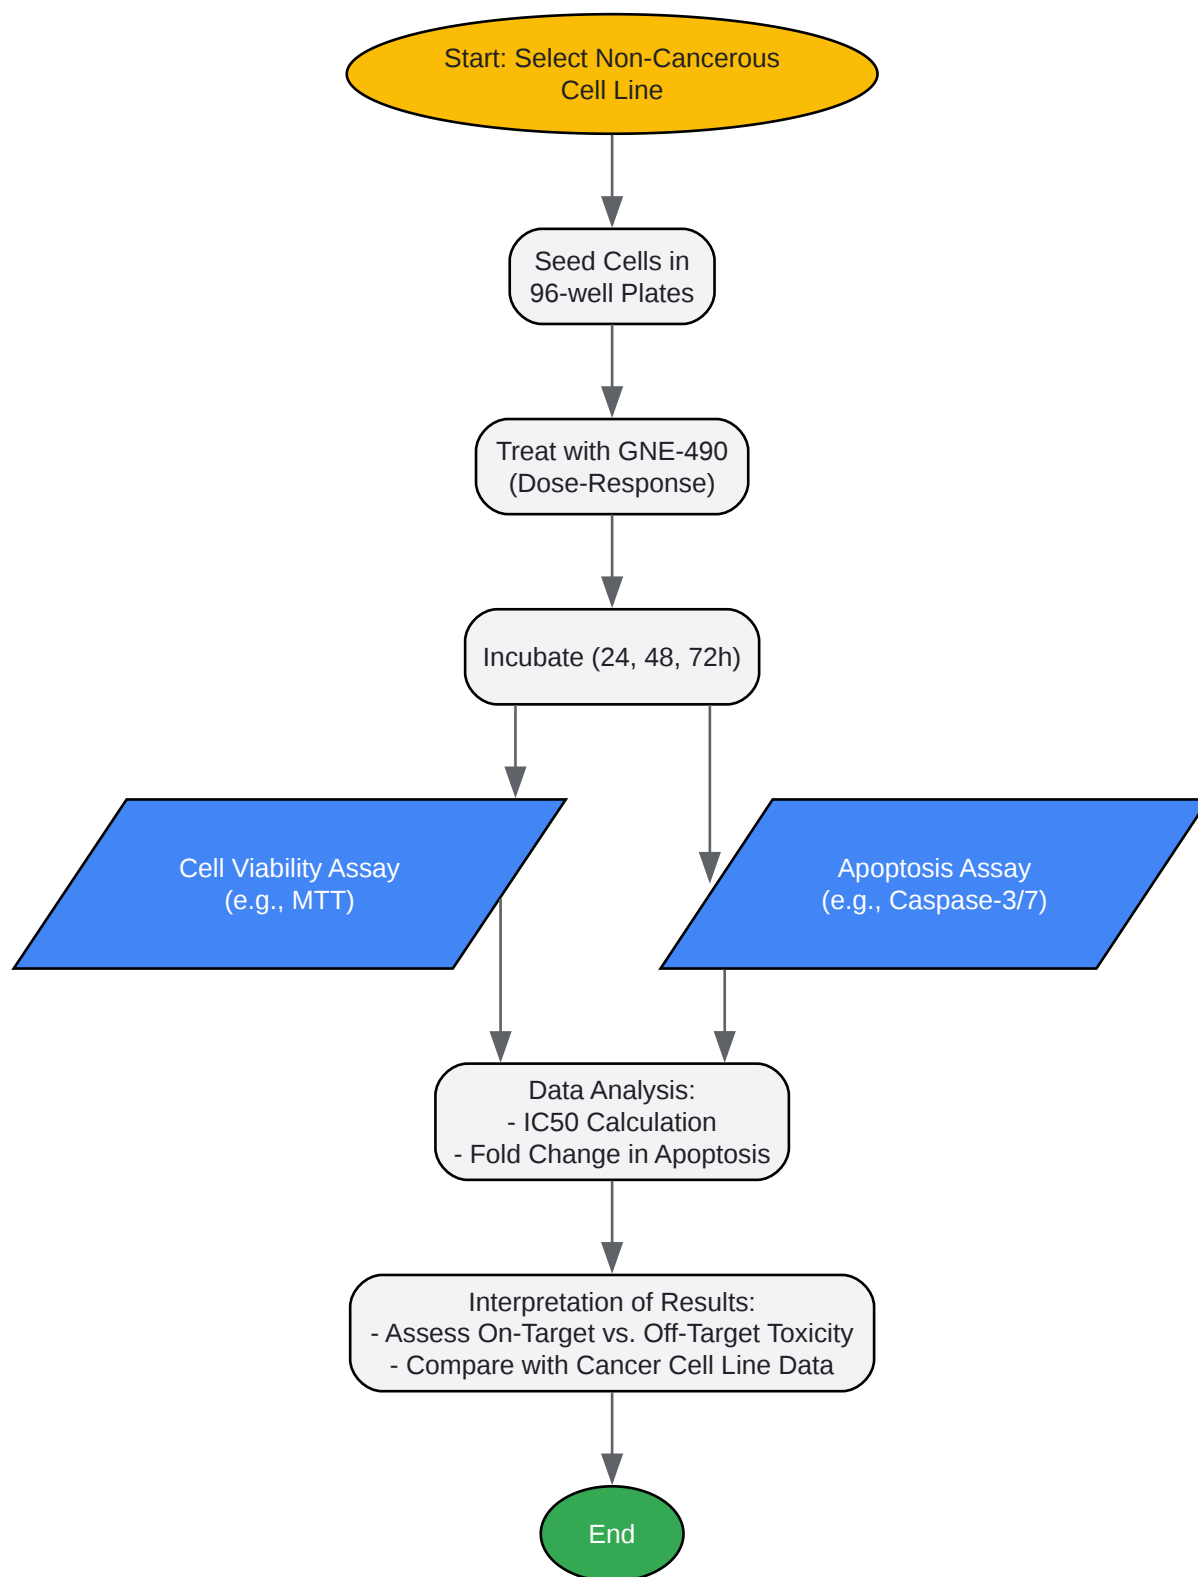 Start: Select Non-Cancerous
Cell Line
Seed Cells in
96-well Plates
Treat with GNE-490
(Dose-Response)
Incubate (24, 48, 72h)
Cell Viability Assay
(e.g., MTT)
Apoptosis Assay
(e.g., Caspase-3/7)
Data Analysis:
- IC50 Calculation
- Fold Change in Apoptosis
Interpretation of Results:
- Assess On-Target vs. Off-Target Toxicity
- Compare with Cancer Cell Line Data
End